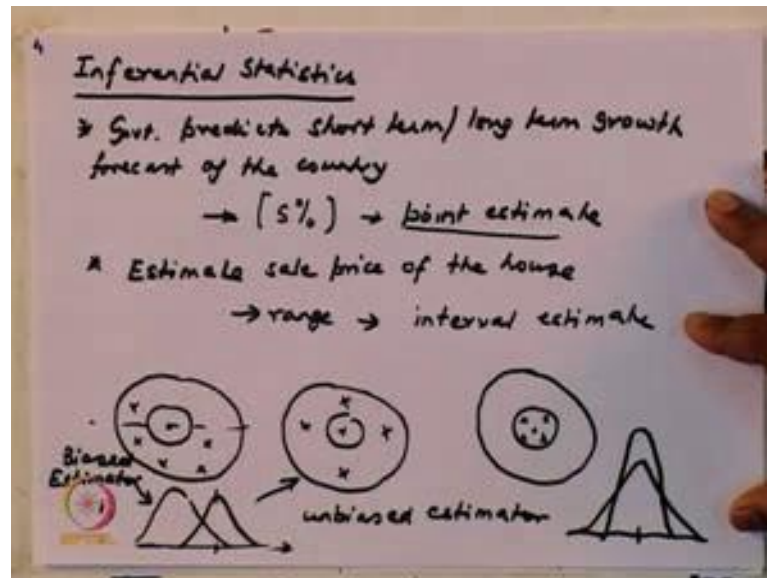 4
Inferential Statistics
* Govt. predicts short term/long term growth
forecast of the country
→ [5%] → point estimate
* Estimate sale price of the house
→ range → interval estimate
Biased
Estimator
unbiased estimator